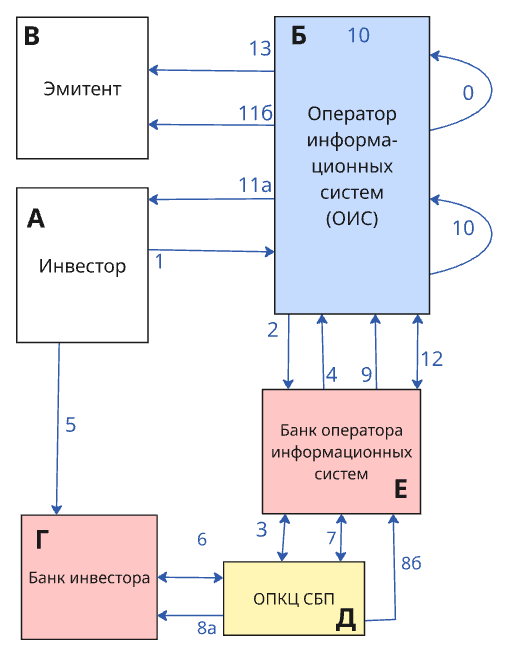 В
Эмитент
13
11б
Б
10
Оператор
информа-
ционных
систем
(ОИС)
0
10
А
Инвестор
11а
1
2
4
9
12
5
Банк оператора
информационных
систем
Е
3
7
8б
Г
Банк инвестора
6
8а
ОПКЦ СБП
Д